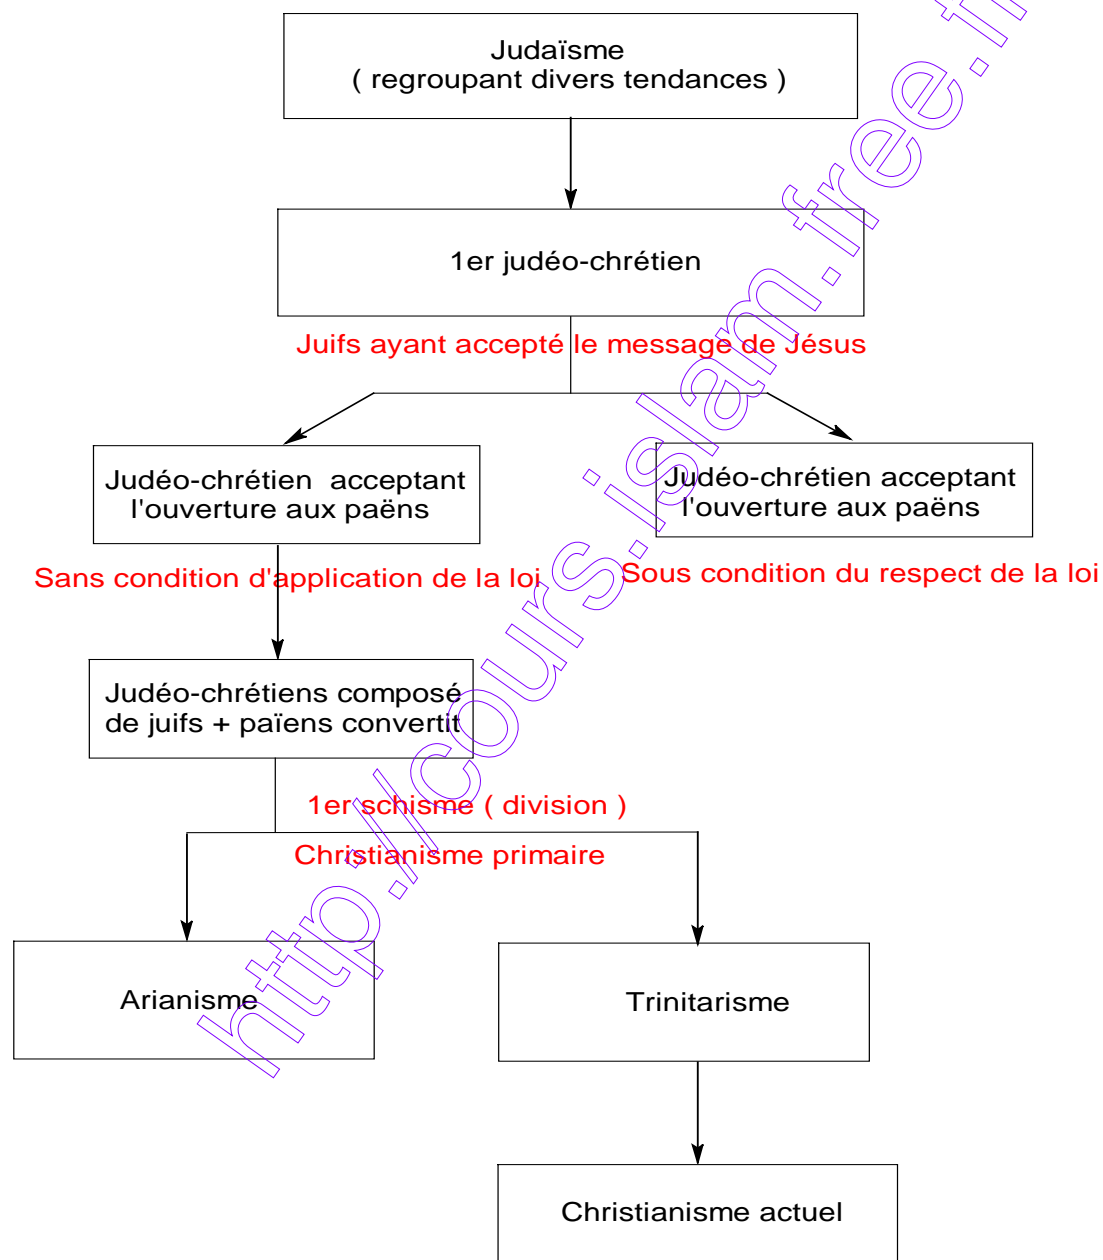 Judaïsme
( regroupant divers tendances )
1er judéo-chrétien
Juifs ayant accepté le message de Jésus
Judéo-chrétien acceptant
l'ouverture aux paëns
Judéo-chrétien acceptant
l'ouverture aux paëns
Sans condition d'application de la loi
Sous condition du respect de la loi
Judéo-chrétiens composé
de juifs + païens convertit
1er schisme ( division )
Christianisme primaire
Arianisme
Trinitarisme
Christianisme actuel
http://cours.islam.free.fr